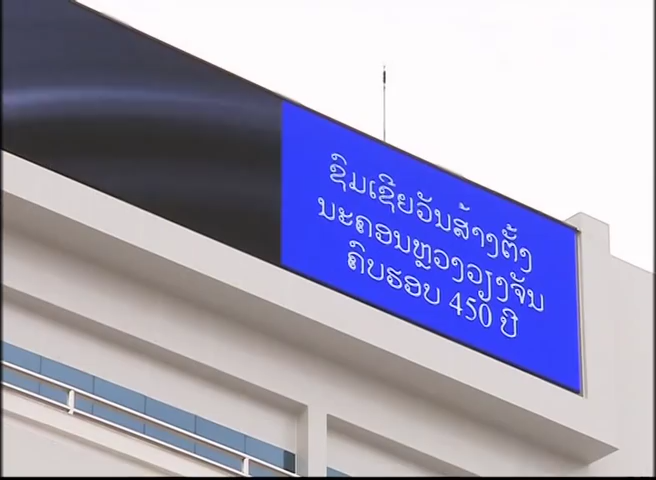 ຊົມເຊີຍວັນສ້າງຕັ້ງ
ນະຄອນຫຼວງວຽງຈັນ
ຄົບຮອບ 450 ປີ